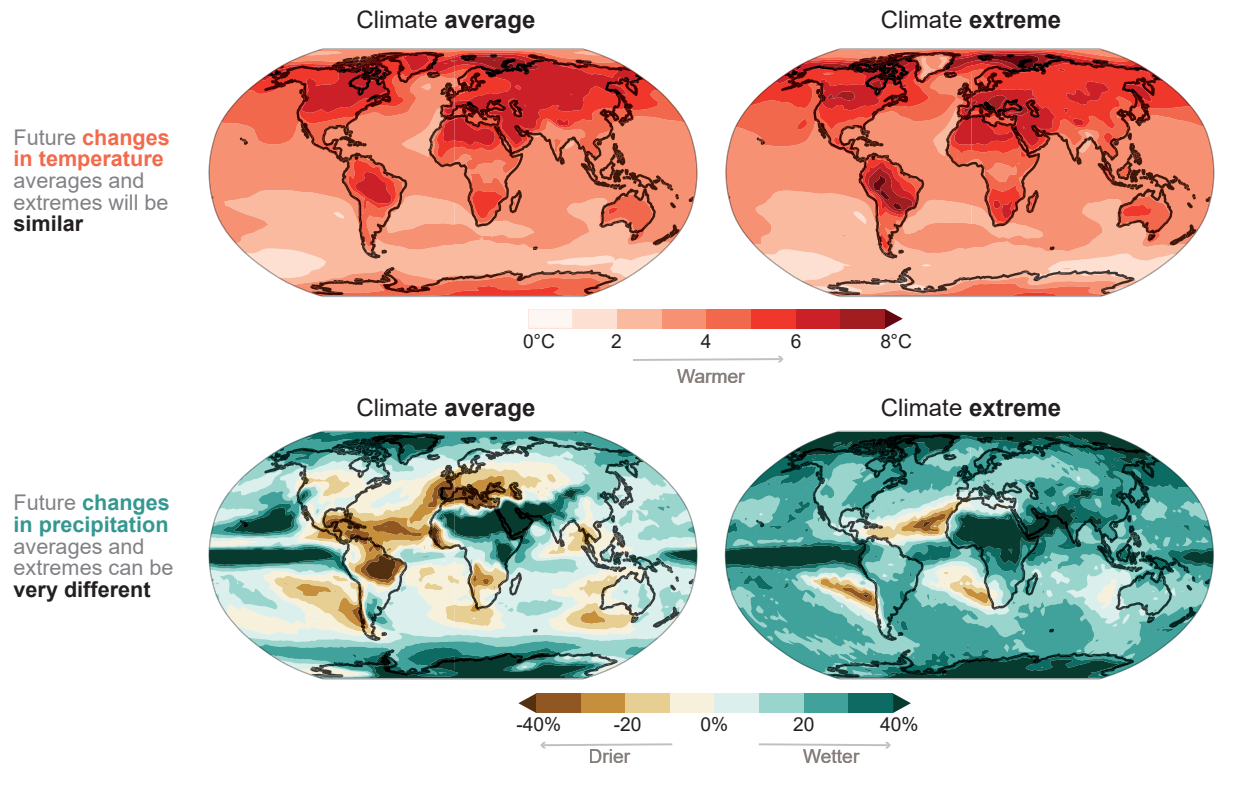 Climate average
Climate extreme
Future changes
in temperature
averages and
extremes will be
similar
0°C 2 4 6 8°C
Warmer
Climate average
Climate extreme
Future changes
in precipitation
averages and
extremes can be
very different
-40% -20 0% 20 40%
Drier
Wetter